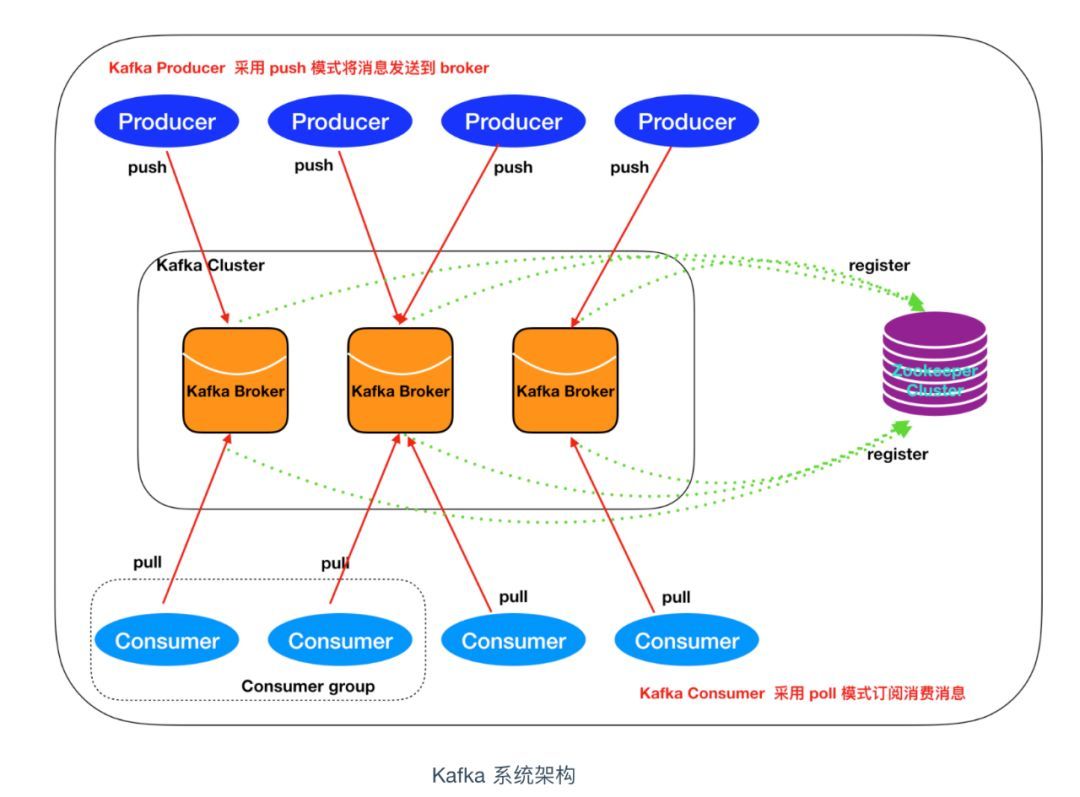 Kafka Producer 采用 push 模式将消息发送到 broker
Producer
Producer
Producer
Producer
push
push
push
push
Kafka Cluster
register
Kafka Broker
Kafka Broker
Kafka Broker
Zookeeper
Cluster
register
pull
pull
pull
pull
Consumer
Consumer
Consumer
Consumer
Consumer group
Kafka Consumer 采用 poll 模式订阅消费消息
Kafka 系统架构